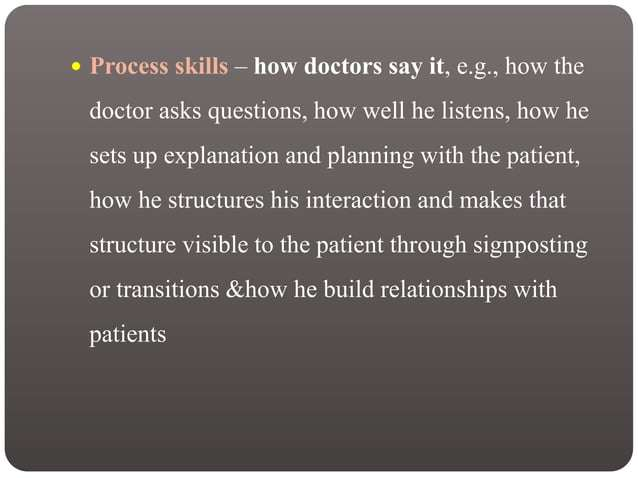 Process skills – how doctors say it, e.g., how the
doctor asks questions, how well he listens, how he
sets up explanation and planning with the patient,
how he structures his interaction and makes that
structure visible to the patient through signposting
or transitions &how he build relationships with
patients